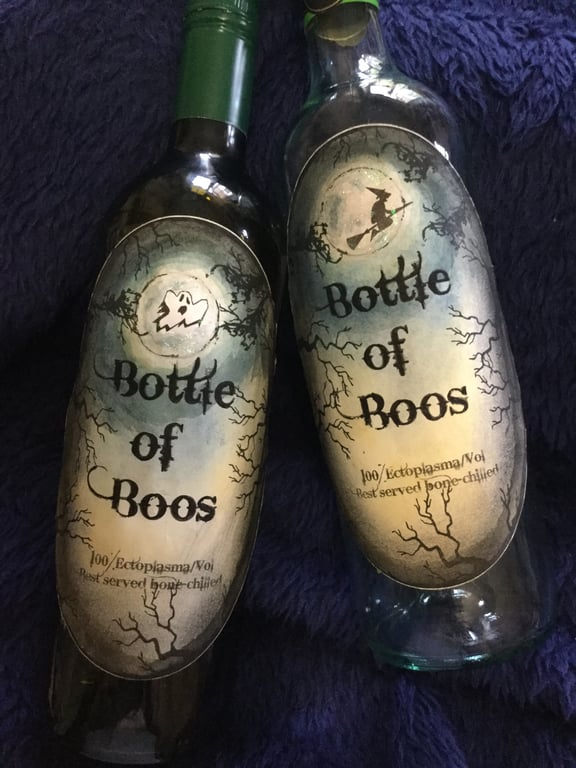 Bottle
of
Boos
100%Ectoplasma/Vol
Best served bone-chilled
Bottle
of
Boos
100%Ectoplasma/Vol
Best served bone-chilled